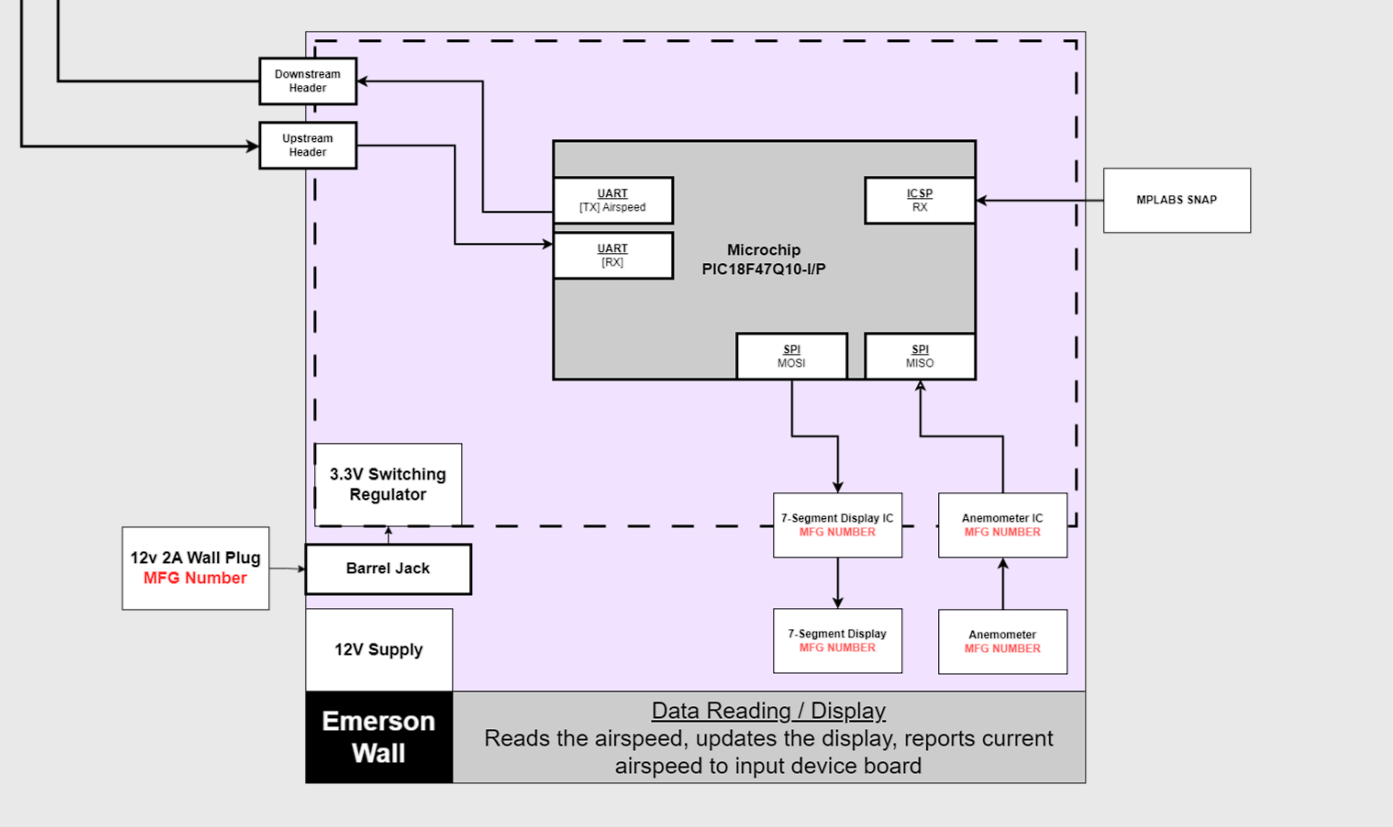 Downstream
Header
Upstream
Header
UART
[TX] Airspeed
UART
[RX]
ICSP
RX
MPLABS SNAP
Microchip
PIC18F47Q10-I/P
SPI
MOSI
SPI
MISO
3.3V Switching
Regulator
7-Segment Display IC
MFG NUMBER
Anemometer IC
MFG NUMBER
12v 2A Wall Plug
MFG Number
Barrel Jack
12V Supply
7-Segment Display
MFG NUMBER
Anemometer
MFG NUMBER
Emerson
Wall
Data Reading / Display
Reads the airspeed, updates the display, reports current
airspeed to input device board